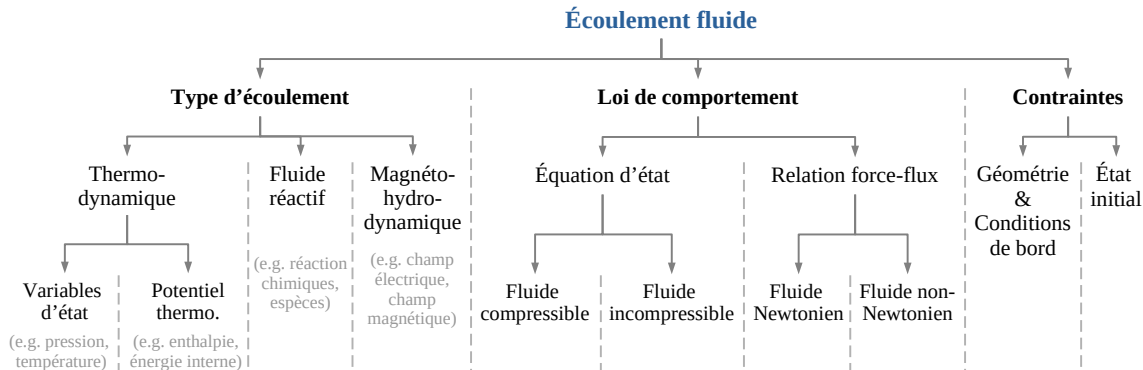 Écoulement fluide
Type d’écoulement
Loi de comportement
Contraintes
Thermo-
dynamique
Fluide
réactif
Magnéto-
hydro-
dynamique
Équation d’état
Relation force-flux
Géométrie
&
Conditions
de bord
État
initial
(e.g. réaction
chimiques,
espèces)
(e.g. champ
électrique,
champ
magnétique)
Variables
d’état
(e.g. pression,
température)
Potentiel
thermo.
(e.g. enthalpie,
énergie interne)
Fluide
compressible
Fluide
incompressible
Fluide
Newtonien
Fluide non-
Newtonien